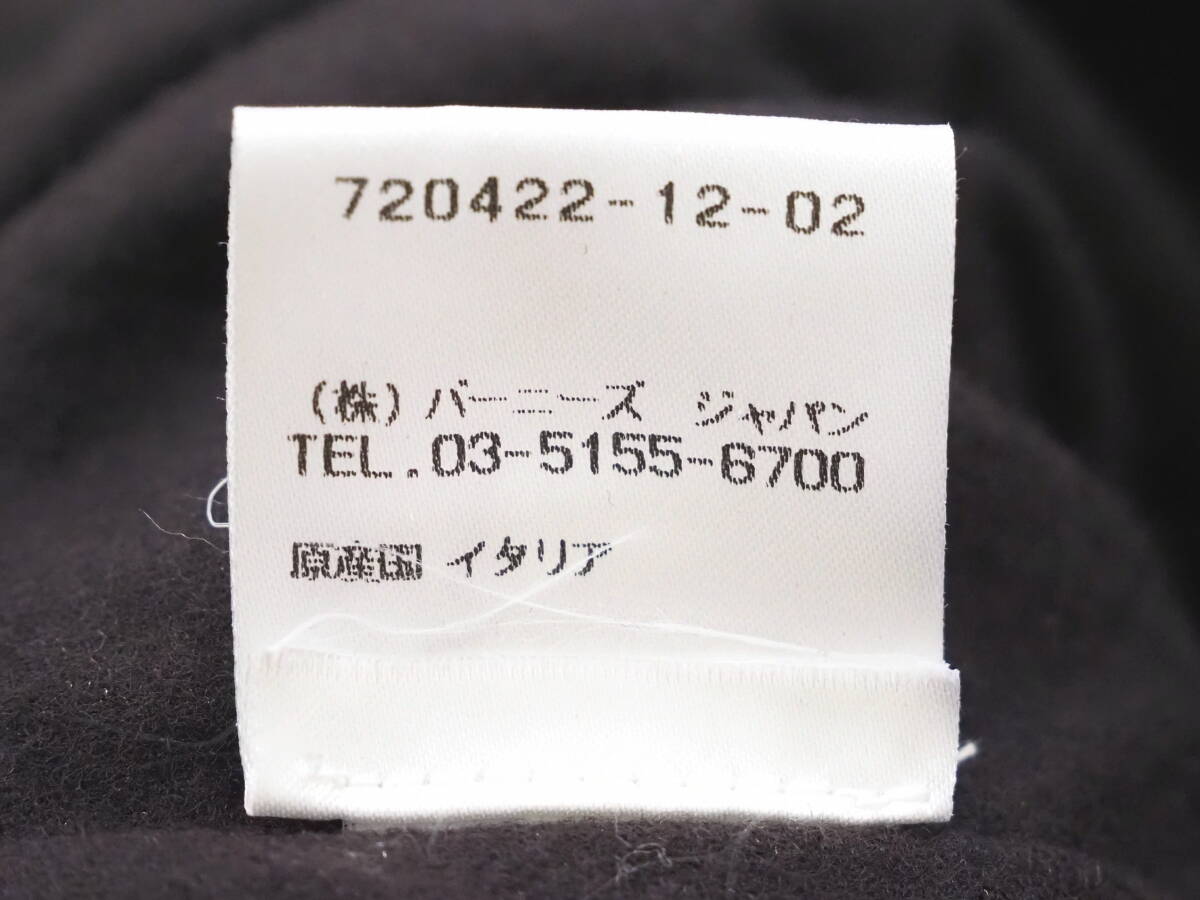 720422-12-02
(株)バーニーズ ジャパン
TEL.03-5155-6700
原産国 イタリア